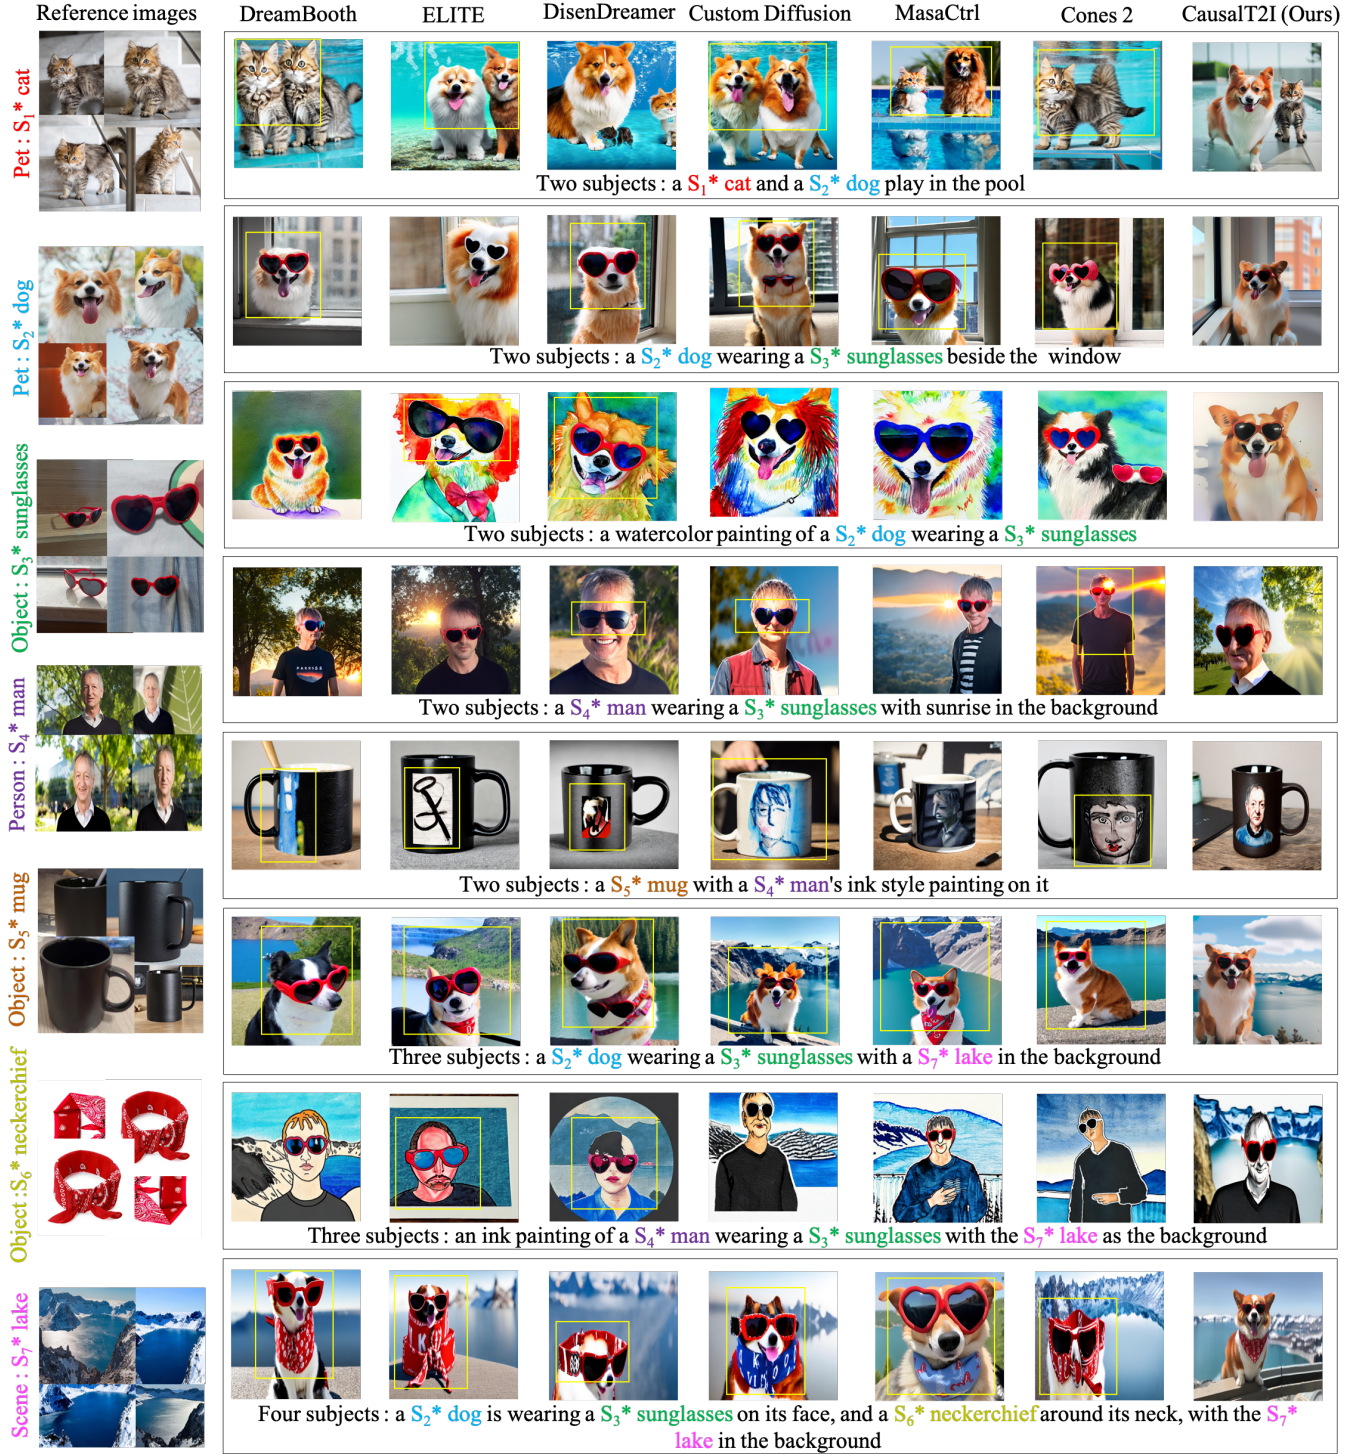 Reference images
DreamBooth
ELITE
DisenDreamer
Custom Diffusion
MasaCtrl
Cones 2
CausalT2I (Ours)
Pet : S1* cat
Two subjects : a S1* cat and a S2* dog play in the pool
Pet : S2* dog
Two subjects : a S2* dog wearing a S3* sunglasses beside the window
Object : S3* sunglasses
Two subjects : a watercolor painting of a S2* dog wearing a S3* sunglasses
Person : S4* man
Two subjects : a S4* man wearing a S3* sunglasses with sunrise in the background
Object : S5* mug
Two subjects : a S5* mug with a S4* man's ink style painting on it
Three subjects : a S2* dog wearing a S3* sunglasses with a S7* lake in the background
Object :S6* neckerchief
Three subjects : an ink painting of a S4* man wearing a S3* sunglasses with the S7* lake as the background
Scene : S7* lake
Four subjects : a S2* dog is wearing a S3* sunglasses on its face, and a S6* neckerchief around its neck, with the S7*
lake in the background